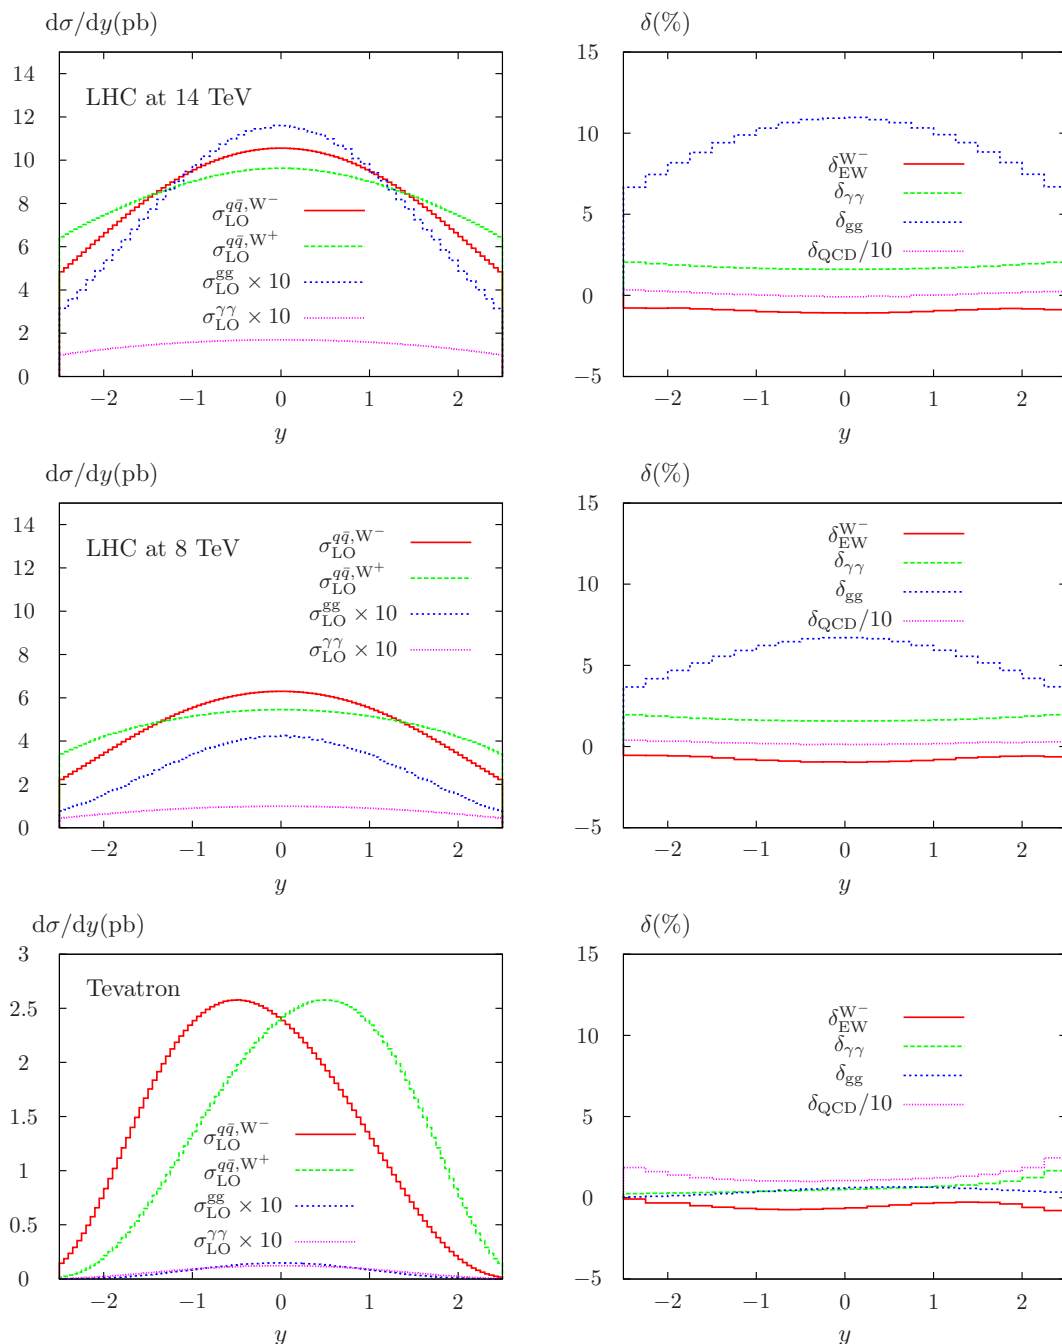 dσ/dy(pb)
14
12
10
8
6
4
2
0
LHC at 14 TeV
σ_LO^{qq̄,W⁻}
σ_LO^{qq̄,W⁺}
σ_LO^{gg} × 10
σ_LO^{γγ} × 10
−2 −1 0 1 2
y
δ(%)
15
10
5
0
−5
δ_EW^{W⁻}
δ_γγ
δ_gg
δ_QCD/10
−2 −1 0 1 2
y
dσ/dy(pb)
14
12
10
8
6
4
2
0
LHC at 8 TeV
σ_LO^{qq̄,W⁻}
σ_LO^{qq̄,W⁺}
σ_LO^{gg} × 10
σ_LO^{γγ} × 10
−2 −1 0 1 2
y
δ(%)
15
10
5
0
−5
δ_EW^{W⁻}
δ_γγ
δ_gg
δ_QCD/10
−2 −1 0 1 2
y
dσ/dy(pb)
3
2.5
2
1.5
1
0.5
0
Tevatron
σ_LO^{qq̄,W⁻}
σ_LO^{qq̄,W⁺}
σ_LO^{gg} × 10
σ_LO^{γγ} × 10
−2 −1 0 1 2
y
δ(%)
15
10
5
0
−5
δ_EW^{W⁻}
δ_γγ
δ_gg
δ_QCD/10
−2 −1 0 1 2
y